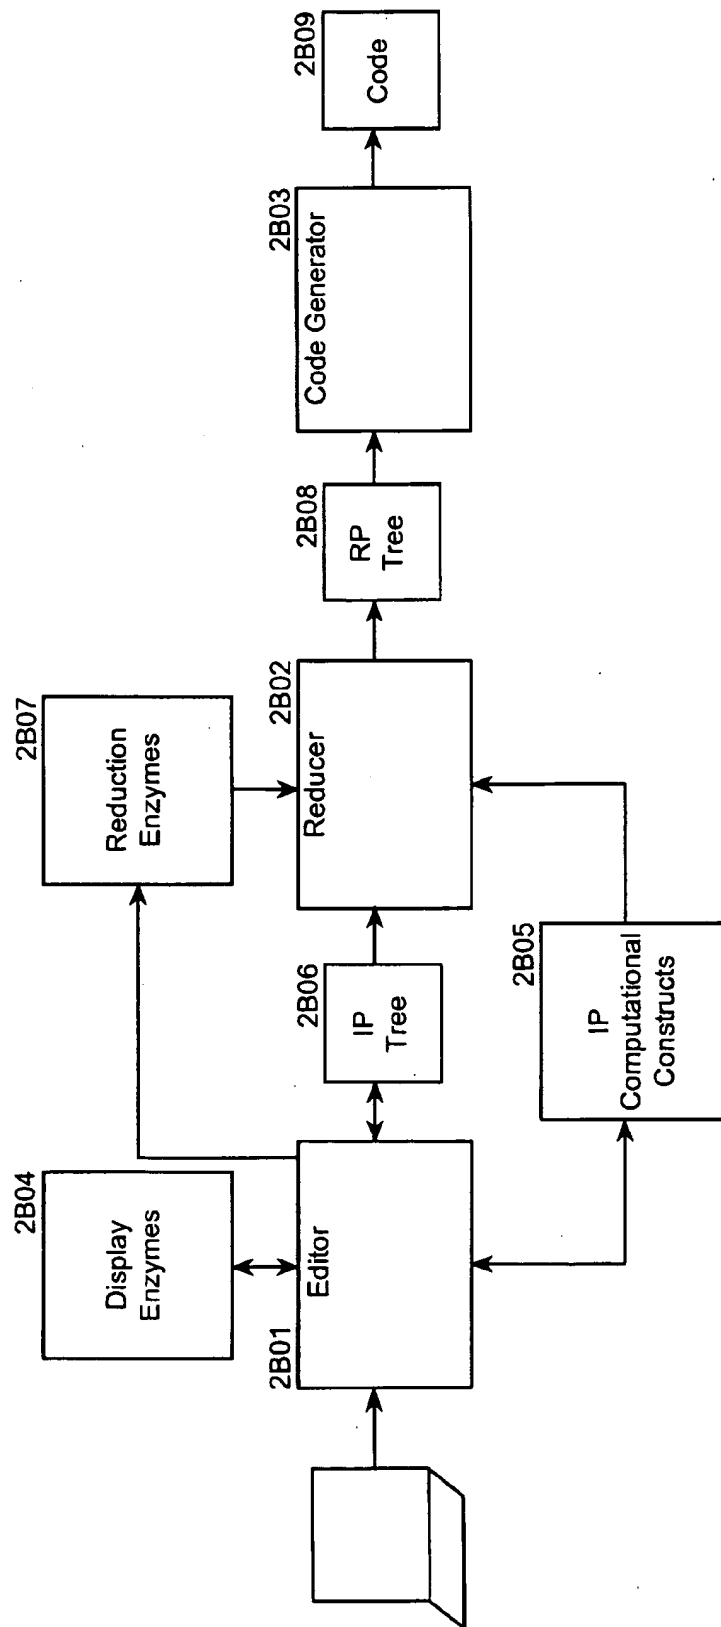 2B04
Display
Enzymes
2B07
Reduction
Enzymes
2B01
Editor
2B06
IP
Tree
2B02
Reducer
2B08
RP
Tree
2B03
Code Generator
2B09
Code
2B05
IP
Computational
Constructs